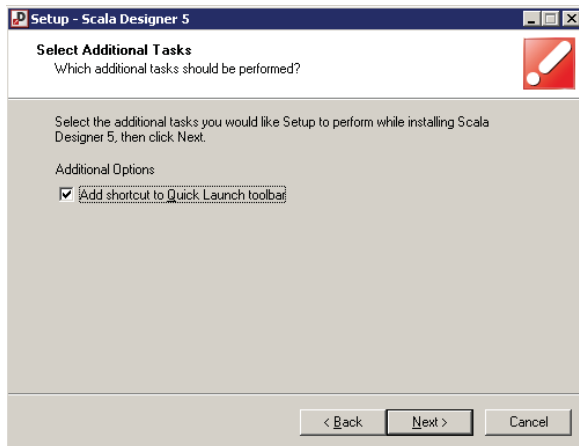 Setup - Scala Designer 5
Select Additional Tasks
Which additional tasks should be performed?
Select the additional tasks you would like Setup to perform while installing Scala
Designer 5, then click Next.
Additional Options
Add shortcut to Quick Launch toolbar
< Back Next > Cancel